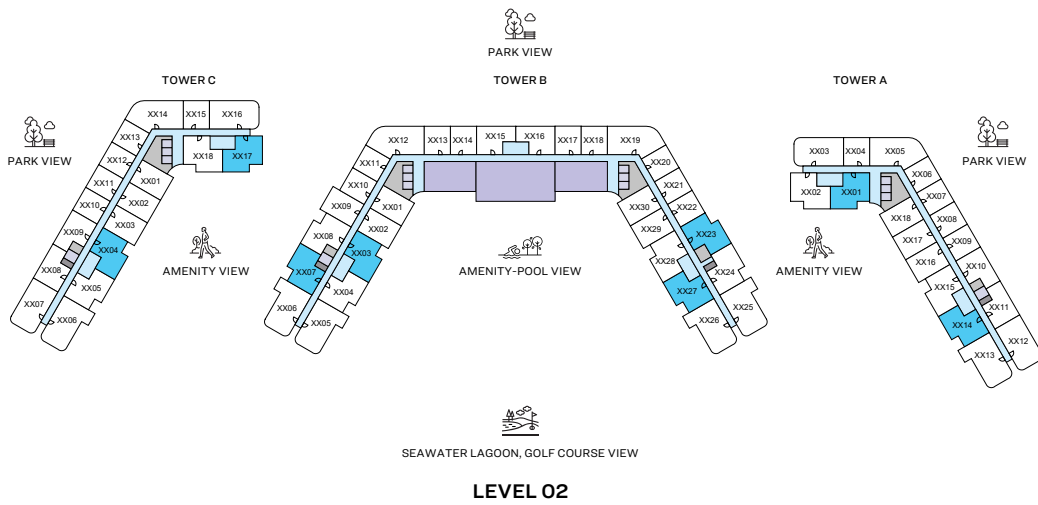 PARK VIEW
TOWER C
TOWER B
TOWER A
PARK VIEW
PARK VIEW
XX14
XX15
XX16
XX13
XX12
XX11
XX10
XX09
XX08
XX07
XX06
XX05
XX04
XX03
XX02
XX01
XX18
XX17
AMENITY VIEW
XX12
XX13
XX14
XX15
XX16
XX17
XX18
XX19
XX11
XX10
XX09
XX08
XX07
XX06
XX05
XX04
XX03
XX02
XX01
XX20
XX21
XX22
XX23
XX24
XX25
XX26
XX27
XX28
XX29
XX30
AMENITY-POOL VIEW
XX03
XX04
XX05
XX02
XX01
XX06
XX07
XX08
XX09
XX10
XX11
XX12
XX13
XX14
XX15
XX16
XX17
XX18
AMENITY VIEW
SEAWATER LAGOON, GOLF COURSE VIEW
LEVEL 02